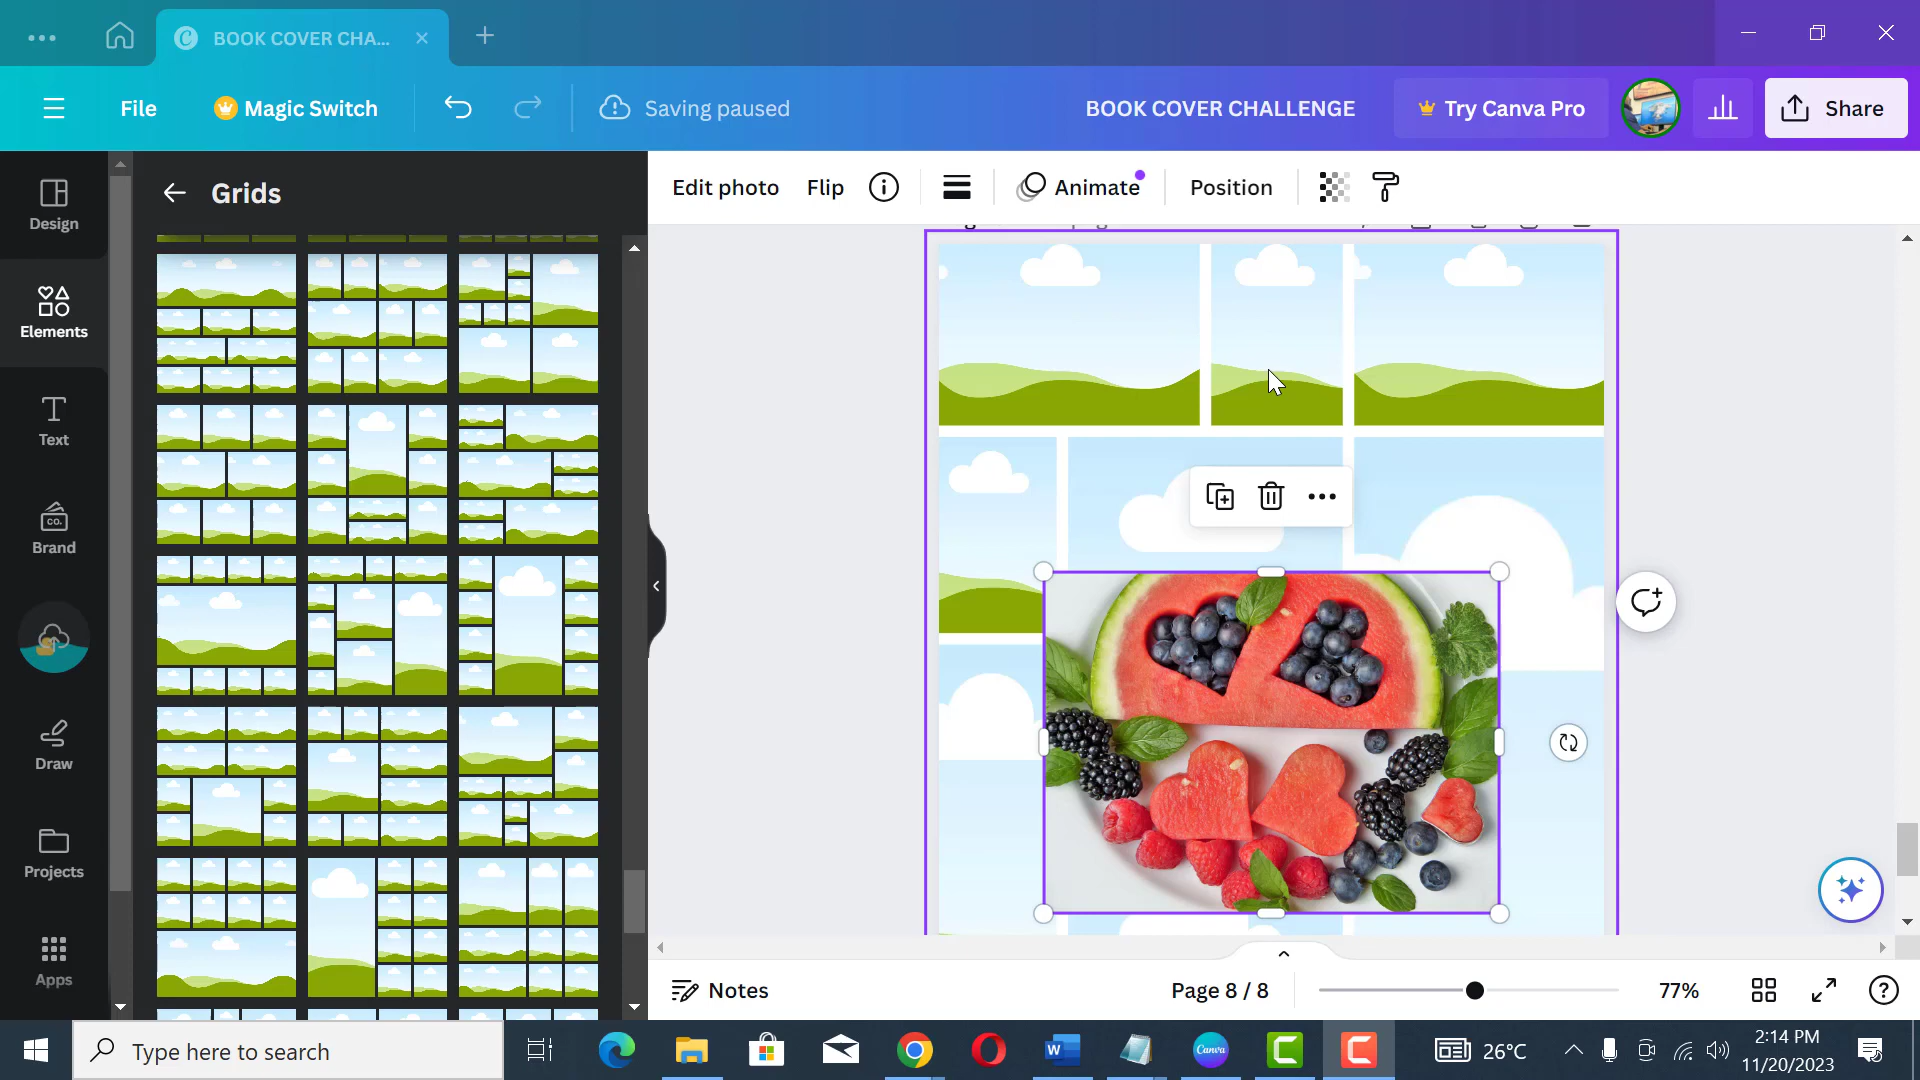 BOOK COVER CHA...
File
Magic Switch
Saving paused
BOOK COVER CHALLENGE
Try Canva Pro
Share
Design
Elements
Text
CO.
Brand
Draw
Projects
Apps
Grids
Edit photo
Flip
Animate
Position
Notes
Page 8 / 8
77%
Type here to search
Canva
26°C
2:14 PM
11/20/2023